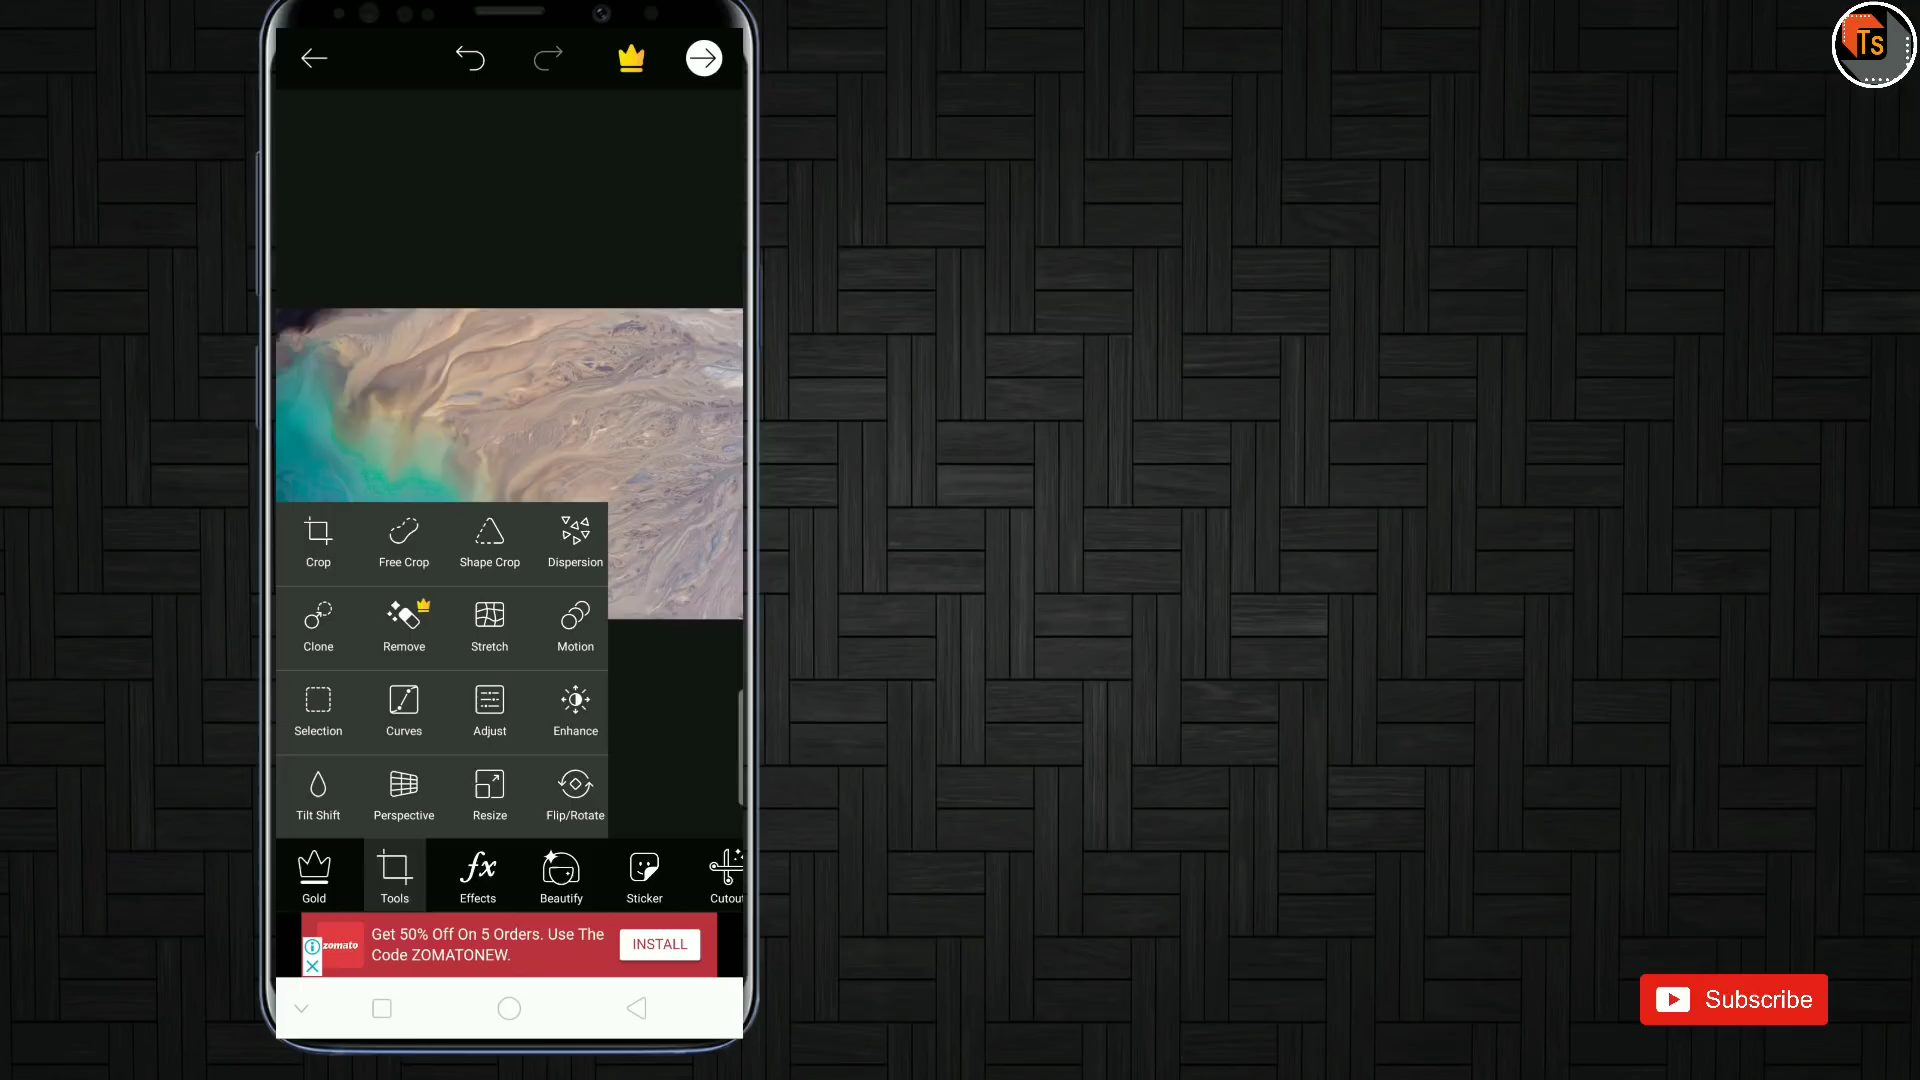 Ts
Crop
Free Crop
Shape Crop
Dispersion
Clone
Remove
Stretch
Motion
Selection
Curves
Adjust
Enhance
Tilt Shift
Perspective
Resize
Flip/Rotate
Gold
Tools
fx
Effects
Beautify
Sticker
Cutout
zomato
Get 50% Off On 5 Orders. Use The
Code ZOMATONEW.
INSTALL
Subscribe